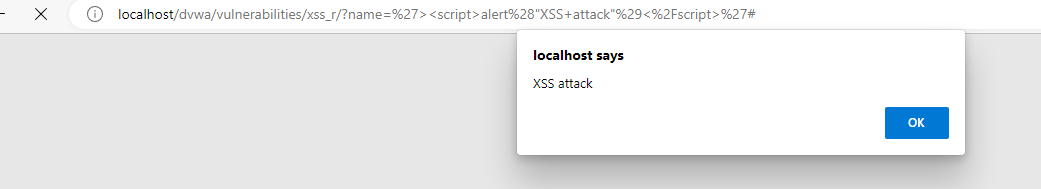 localhost/dvwa/vulnerabilities/xss_r/?name=%27><script>alert%28"XSS+attack"%29<%2Fscript>%27#
localhost says
XSS attack
OK